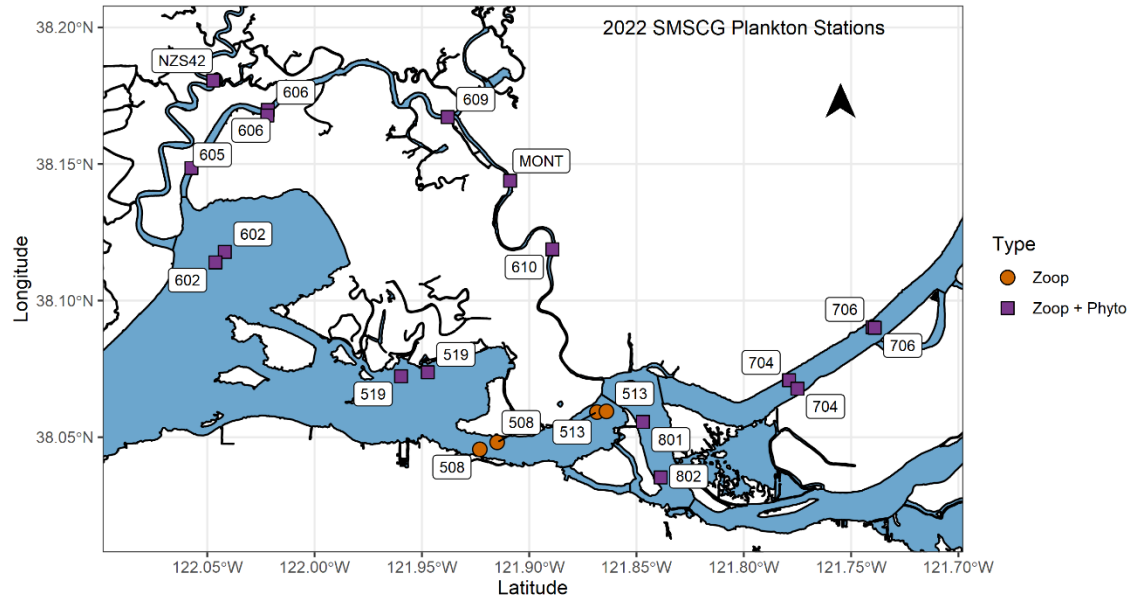 2022 SMSCG Plankton Stations
38.20°N
38.15°N
38.10°N
38.05°N
Longitude
NZS42
606
606
609
605
MONT
602
602
610
706
706
519
519
704
704
508
508
513
513
801
802
122.05°W
122.00°W
121.95°W
121.90°W
121.85°W
121.80°W
121.75°W
121.70°W
Latitude
Type
Zoop
Zoop + Phyto